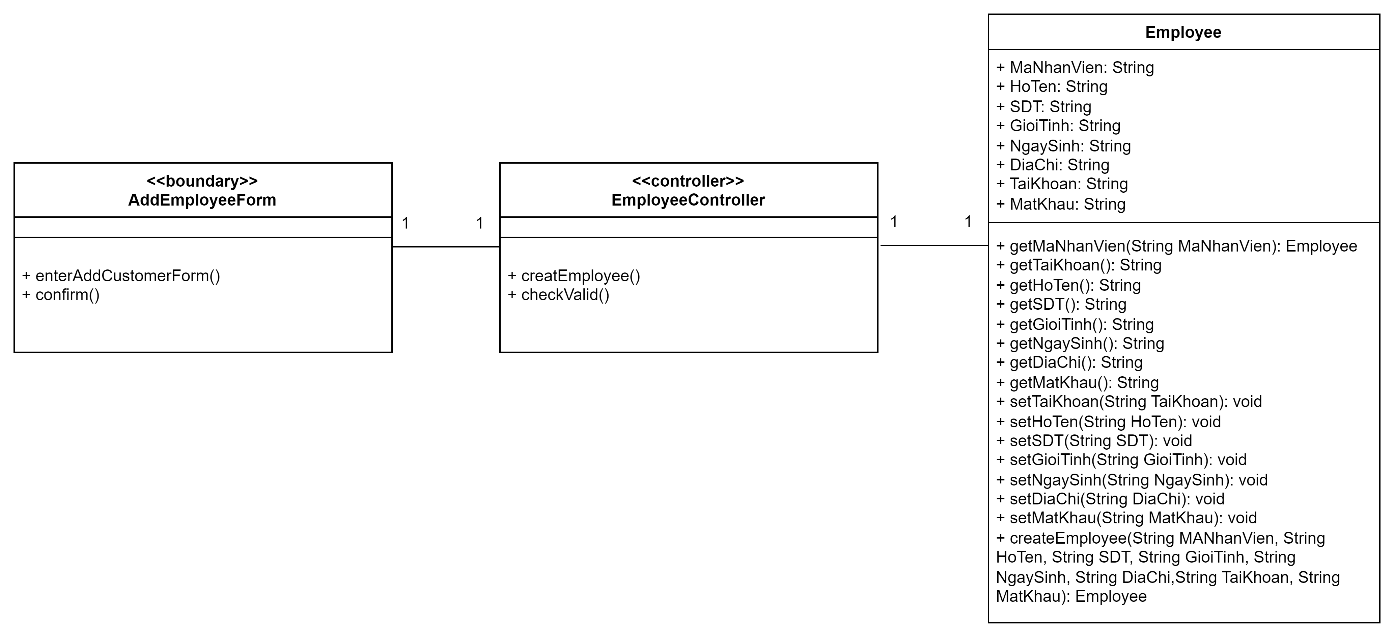 <<boundary>>
AddEmployeeForm
+ enterAddCustomerForm()
+ confirm()
1
1
<<controller>>
EmployeeController
+ creatEmployee()
+ checkValid()
1
1
Employee
+ MaNhanVien: String
+ HoTen: String
+ SDT: String
+ GioiTinh: String
+ NgaySinh: String
+ DiaChi: String
+ TaiKhoan: String
+ MatKhau: String
+ getMaNhanVien(String MaNhanVien): Employee
+ getTaiKhoan(): String
+ getHoTen(): String
+ getSDT(): String
+ getGioiTinh(): String
+ getNgaySinh(): String
+ getDiaChi(): String
+ getMatKhau(): String
+ setTaiKhoan(String TaiKhoan): void
+ setHoTen(String HoTen): void
+ setSDT(String SDT): void
+ setGioiTinh(String GioiTinh): void
+ setNgaySinh(String NgaySinh): void
+ setDiaChi(String DiaChi): void
+ setMatKhau(String MatKhau): void
+ createEmployee(String MANhanVien, String
HoTen, String SDT, String GioiTinh, String
NgaySinh, String DiaChi,String TaiKhoan, String
MatKhau): Employee